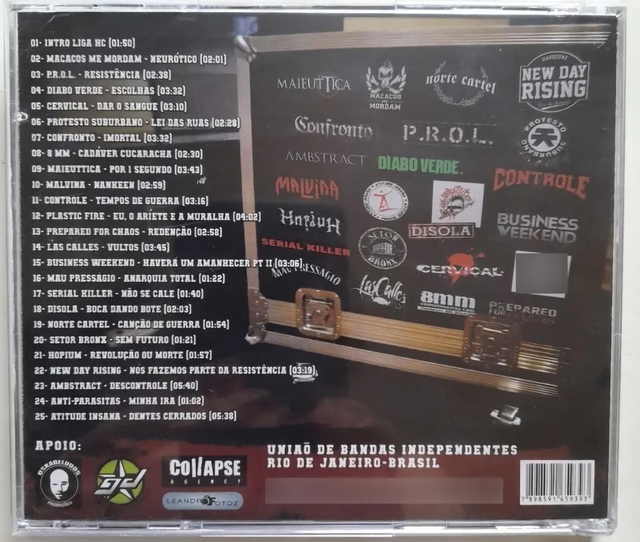 01- INTRO LIGA HC (01:50)
02- MACACOS ME MORDAM - NEURÓTICO (02:01)
03- P.R.O.L. - RESISTÊNCIA (02:38)
04- DIABO VERDE - ESCOLHAS (03:32)
05- CERVICAL - DAR O SANGUE (03:10)
06- PROTESTO SUBURBANO - LEI DAS RUAS (02:28)
07- CONFRONTO - IMORTAL (03:32)
08- 8 MM - CADÁVER CUCARACHA (02:30)
09- MAIEUTTICA - POR 1 SEGUNDO (03:43)
10- MALVINA - NANKEEN (02:59)
11- CONTROLE - TEMPOS DE GUERRA (03:16)
12- PLASTIC FIRE - EU, O ARÍETE E A MURALHA (04:02)
13- PREPARED FOR CHAOS - REDENÇÃO (02:58)
14- LAS CALLES - VULTOS (03:45)
15- BUSINESS WEEKEND - HAVERÁ UM AMANHECER PT II (03:06)
16- MAU PRESSÁGIO - ANARQUIA TOTAL (01:22)
17- SERIAL KILLER - NÃO SE CALE (01:40)
18- DISOLA - BOCA DANDO BOTE (02:03)
19- NORTE CARTEL - CANÇÃO DE GUERRA (01:54)
20- SETOR BRONX - SEM FUTURO (01:21)
21- HOPIUM - REVOLUÇÃO OU MORTE (01:57)
22- NEW DAY RISING - NÓS FAZEMOS PARTE DA RESISTÊNCIA (03:19)
23- AMBSTRACT - DESCONTROLE (05:40)
24- ANTI-PARASITAS - MINHA IRA (01:02)
25- ATITUDE INSANA - DENTES CERRADOS (05:38)
MAIEUTTICA
MACACOS ME MORDAM
norte cartel
NEW DAY RISING
Confronto
P.R.O.L.
PROTESTO SUBURBANO
AMBSTRACT
DIABO VERDE
CONTROLE
MALVINA
HOPIUM
DISOLA
BUSINESS WEEKEND
SERIAL KILLER
SETOR BRONX
MAU PRESSÁGIO
CERVICAL
Las Calles
8mm
PREPARED
APOIO:
UNIAÕ DE BANDAS INDEPENDENTES
RIO DE JANEIRO-BRASIL
PRODUÇÕES
COLLAPSE
AGENCY
LEANDRO FOTOZ
7 898591 659393